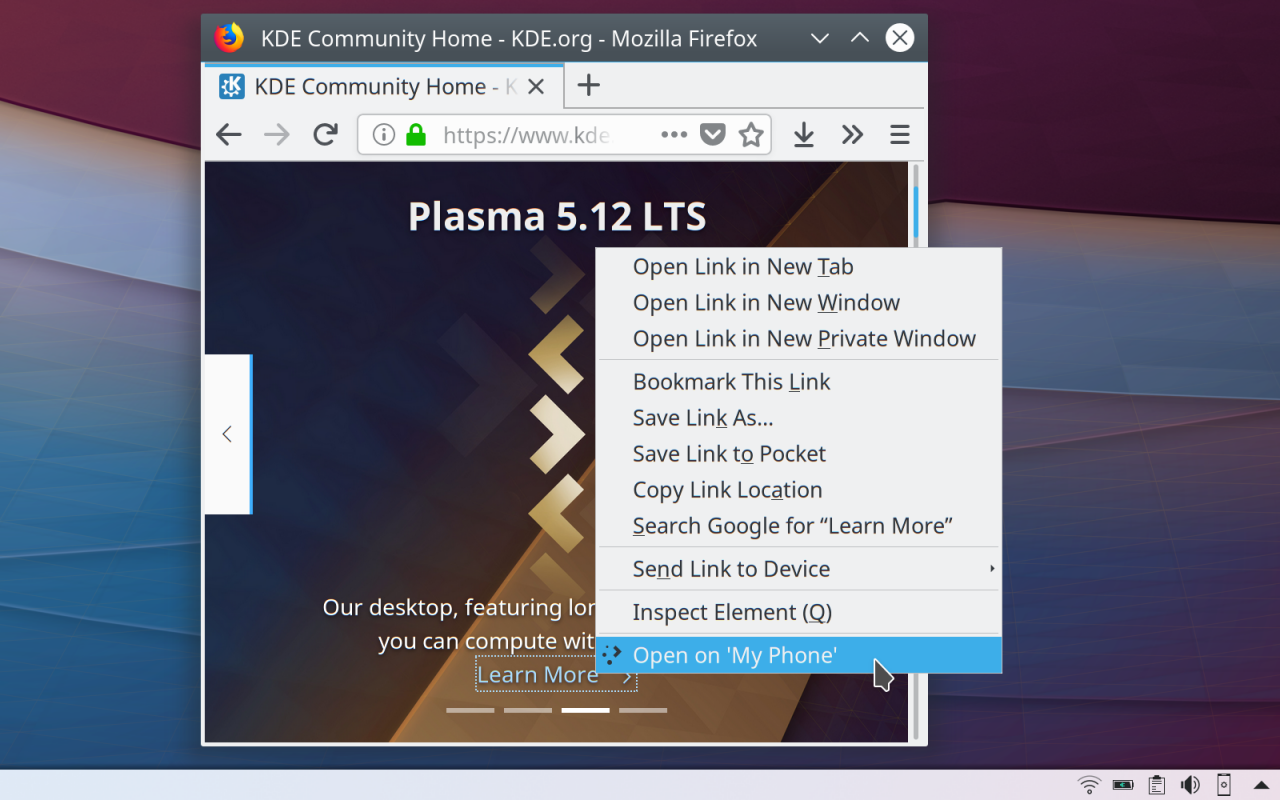 KDE Community Home - KDE.org - Mozilla Firefox
KDE Community Home - K
https://www.kde.
Plasma 5.12 LTS
Open Link in New Tab
Open Link in New Window
Open Link in New Private Window
Bookmark This Link
Save Link As...
Save Link to Pocket
Copy Link Location
Search Google for “Learn More”
Send Link to Device
Inspect Element (Q)
Open on 'My Phone'
Our desktop, featuring
you can compute
Learn More